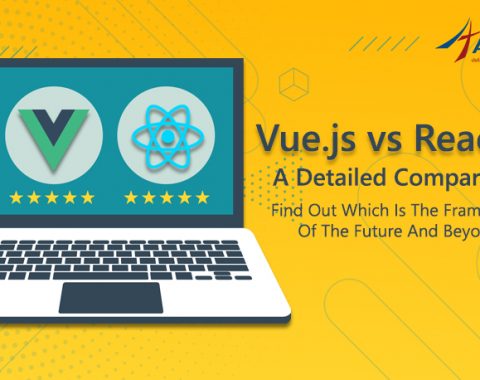 Vue.js vs Reac
A Detailed Compar
Find Out Which Is The Fram
Of The Future And Beyo